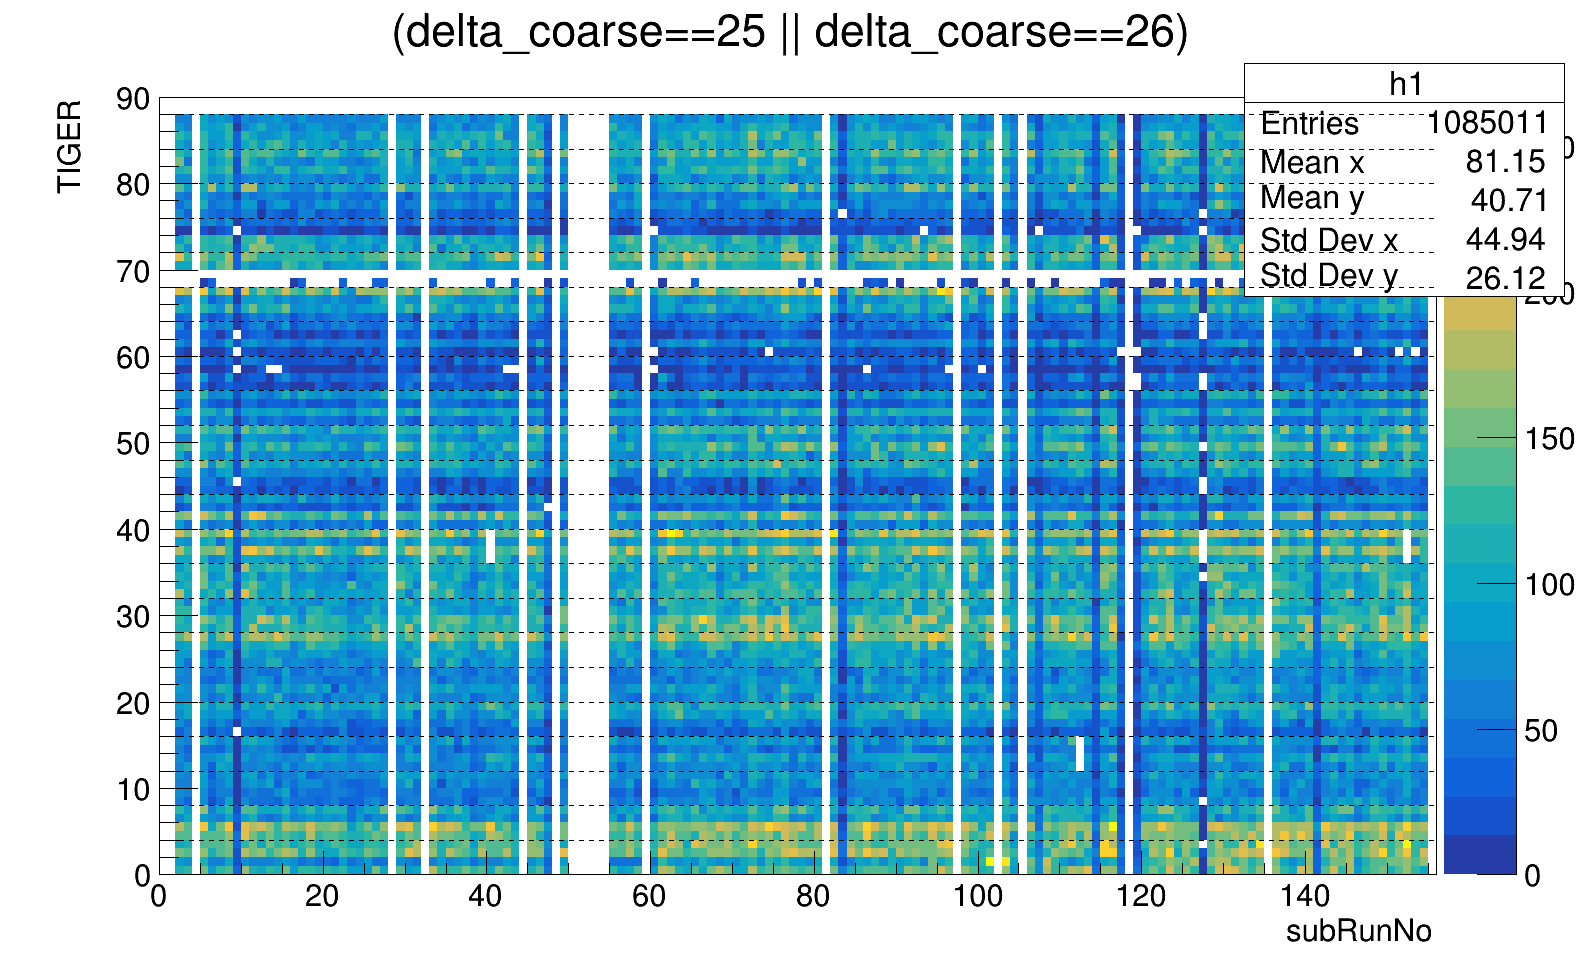 (delta_coarse==25 || delta_coarse==26)
h1
Entries 1085011
Mean x 81.15
Mean y 40.71
Std Dev x 44.94
Std Dev y 26.12
TIGER
90
80
70
60
50
40
30
20
10
0
0 20 40 60 80 100 120 140
subRunNo
150
100
50
0